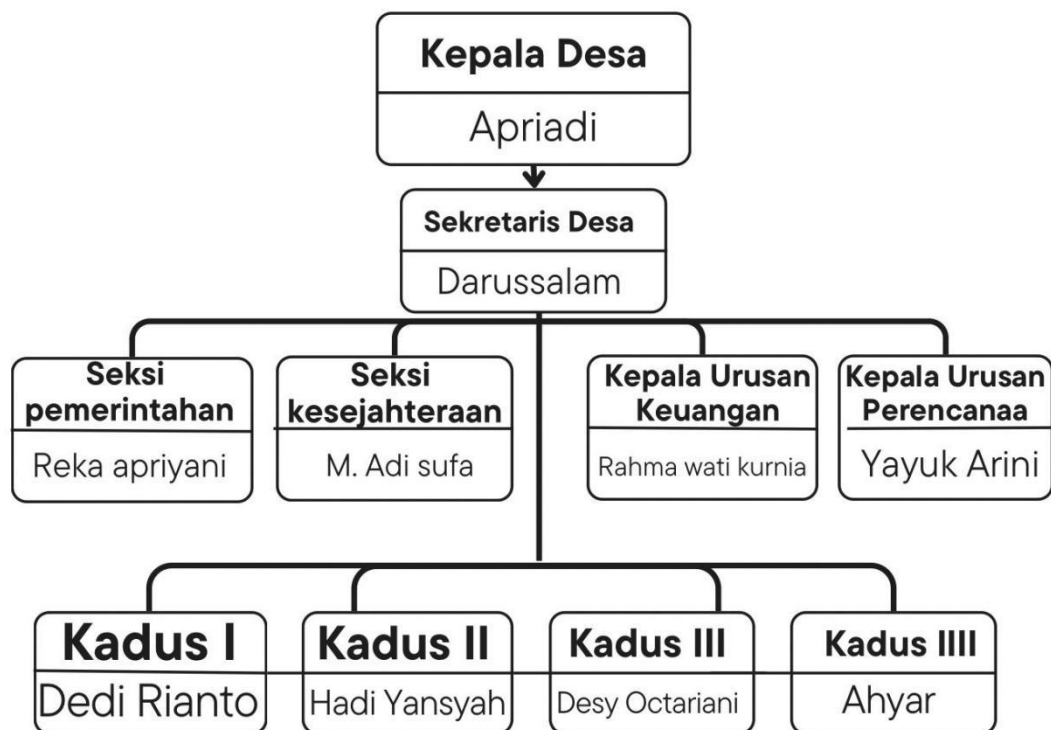 Kepala Desa
Apriadi
Sekretaris Desa
Darussalam
Seksi
pemerintahan
Reka apriyani
Seksi
kesejahteraan
M. Adi sufa
Kepala Urusan
Keuangan
Rahma wati kurnia
Kepala Urusan
Perencanaa
Yayuk Arini
Kadus I
Dedi Rianto
Kadus II
Hadi Yansyah
Kadus III
Desy Octariani
Kadus IIII
Ahyar